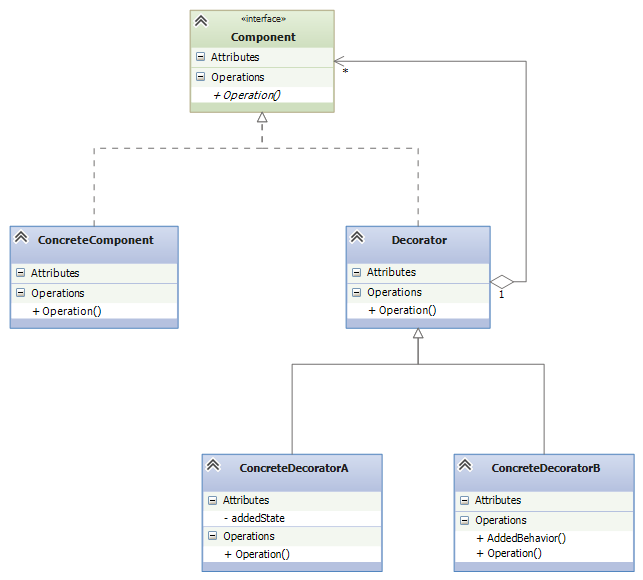 «interface»
Component
Attributes
Operations
+ Operation()
*
ConcreteComponent
Attributes
Operations
+ Operation()
Decorator
Attributes
Operations
+ Operation()
1
ConcreteDecoratorA
Attributes
- addedState
Operations
+ Operation()
ConcreteDecoratorB
Attributes
Operations
+ AddedBehavior()
+ Operation()